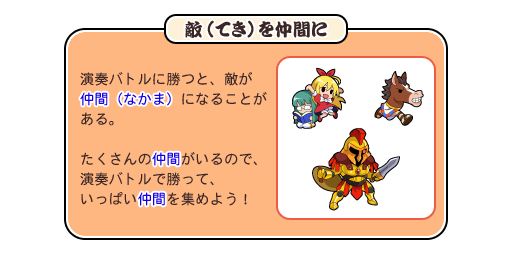 敵(てき)を仲間に
演奏バトルに勝つと、敵が
仲間(なかま)になることが
ある。
たくさんの仲間がいるので、
演奏バトルで勝って、
いっぱい仲間を集めよう！